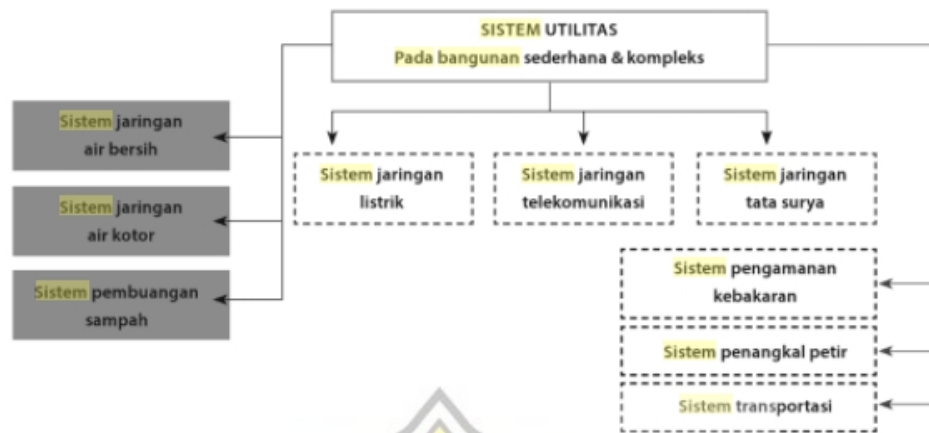 SISTEM UTILITAS
Pada bangunan sederhana & kompleks
Sistem jaringan
air bersih
Sistem jaringan
air kotor
Sistem pembuangan
sampah
Sistem jaringan
listrik
Sistem jaringan
telekomunikasi
Sistem jaringan
tata surya
Sistem pengamanan
kebakaran
Sistem penangkal petir
Sistem transportasi